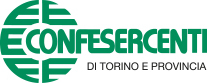 CONFESERCENTI
DI TORINO E PROVINCIA